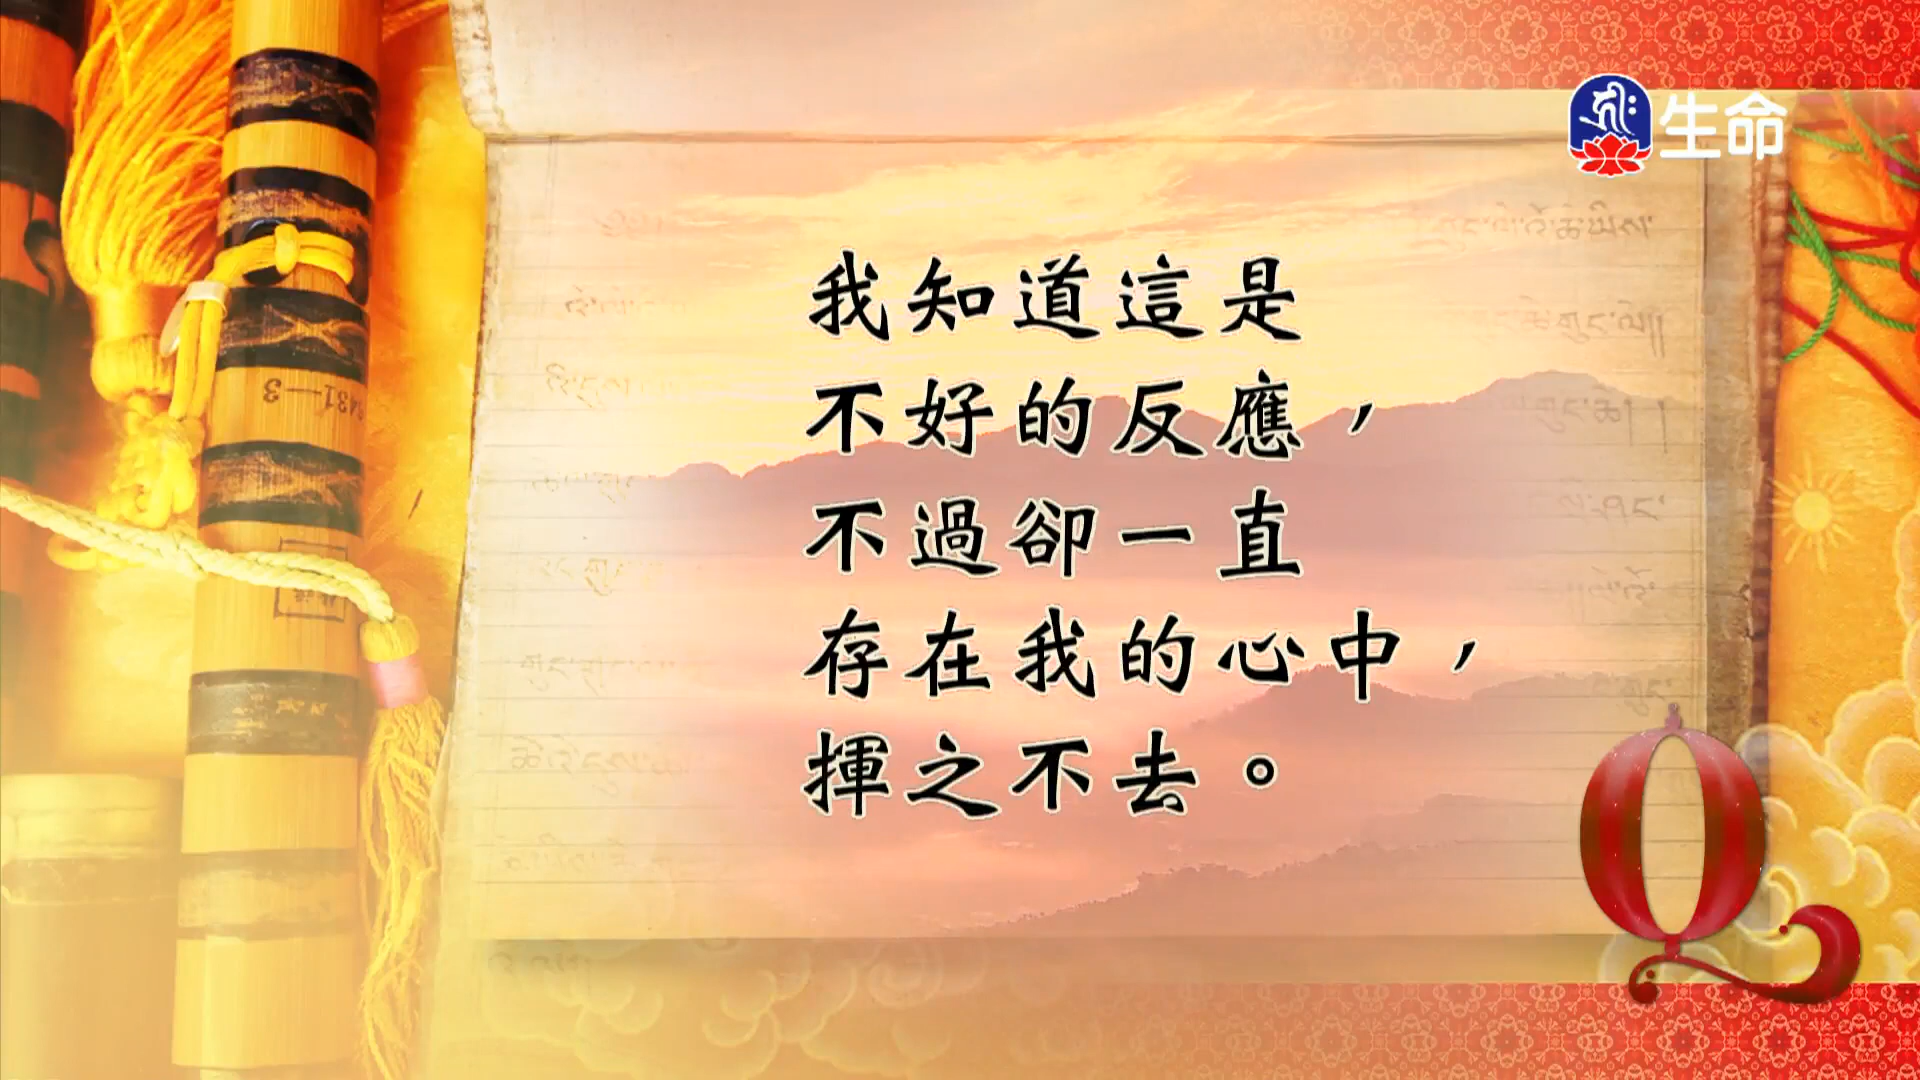 生命
我知道這是
不好的反應，
不過卻一直
存在我的心中，
揮之不去。
Q